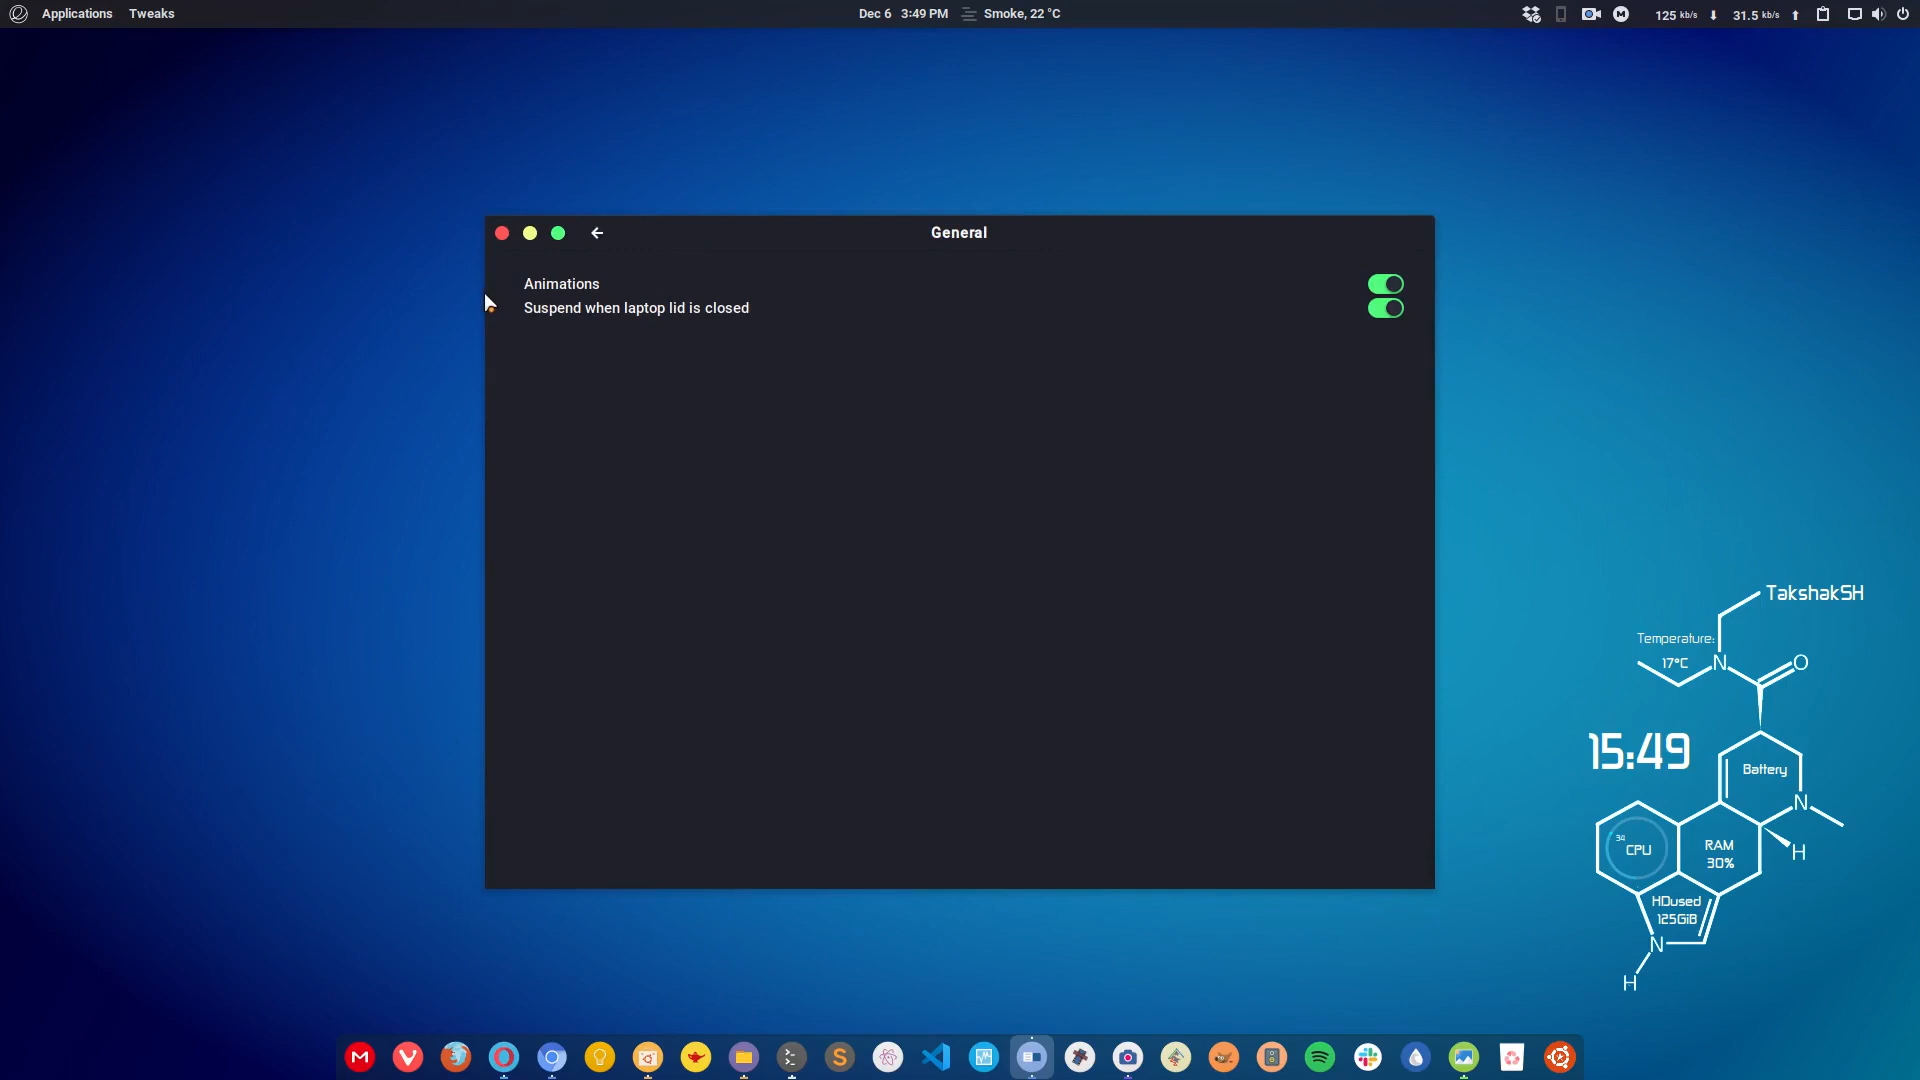 Applications Tweaks Dec 6 3:49 PM Smoke, 22 °C M 125 kb/s ⬇ 31.5 kb/s ⬆
General
Animations
Suspend when laptop lid is closed
TakshakSH
Temperature:
17°C N O
15:49
Battery
N
34
CPU
RAM
30%
H
HDused
125GiB
N
H
M S